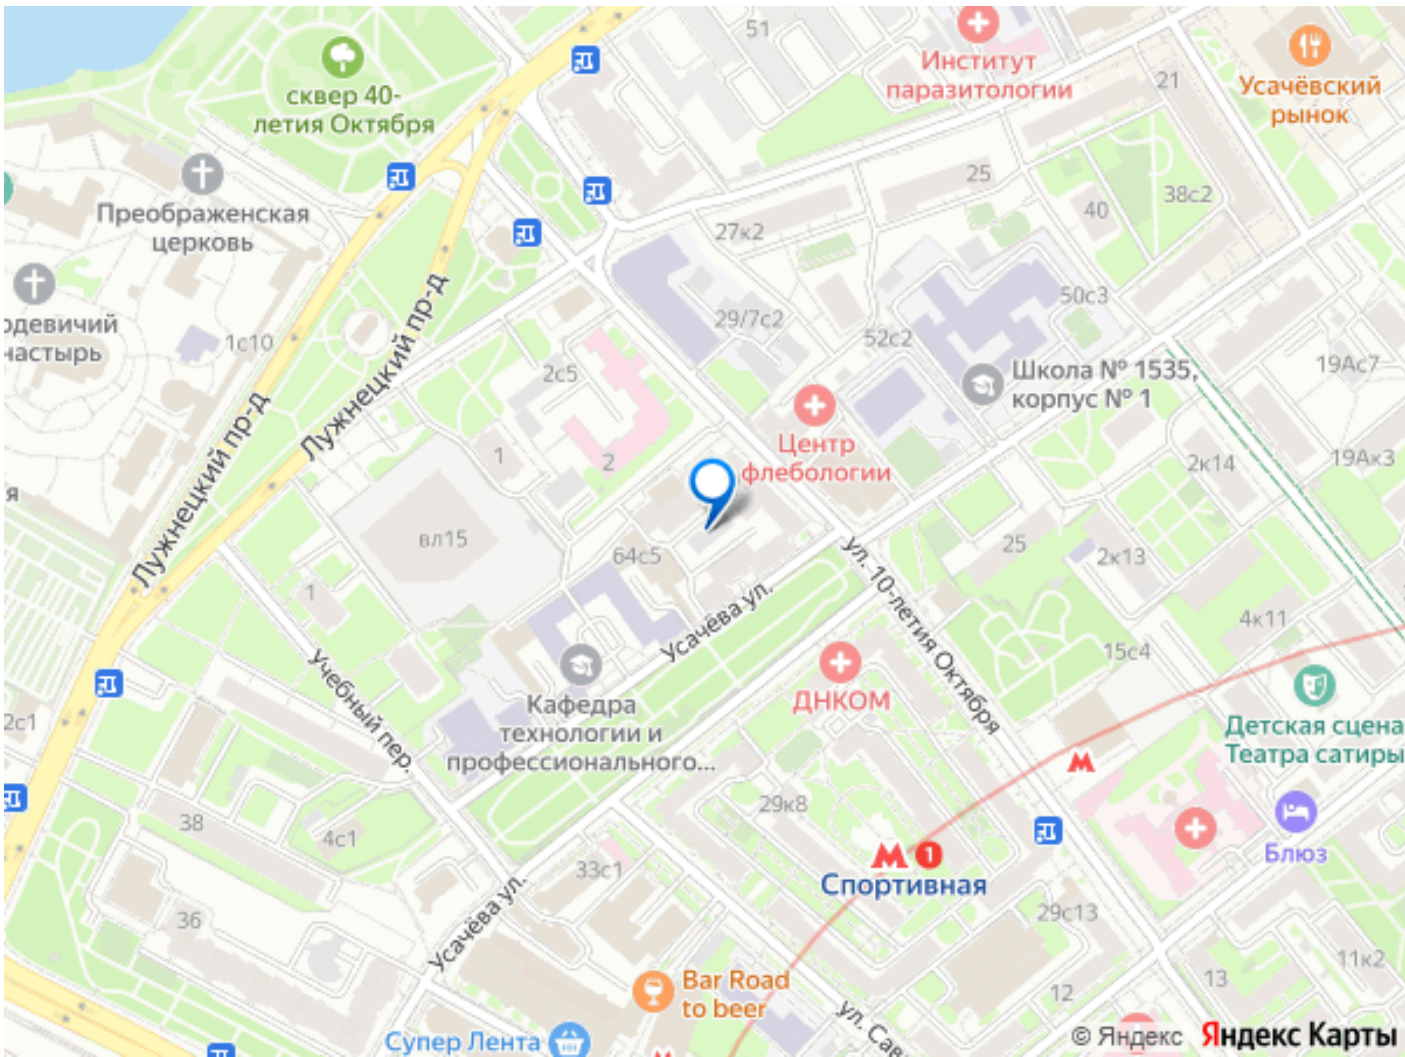 51
Институт
паразитологии
21
Усачёвский
рынок
сквер 40-
летия Октября
Преображенская
церковь
25
38с2
40
27к2
одевичий
настырь
1с10
Лужнецкий пр-д
29/7с2
50с3
52с2
2с5
Школа № 1535,
корпус № 1
19Ас7
Лужнецкий пр-д
Центр
флебологии
1
2
2к14
19Ак3
я
вл15
64с5
25
2к13
ул. 10-летия Октября
1
Усачёва ул.
4к11
15с4
Учебный пер.
ДНКОМ
Кафедра
технологии и
профессионального...
2с1
Детская сцена
Театра сатиры
29к8
38
4с1
М 1
Спортивная
Блюз
33с1
Усачёва ул.
36
29с13
11к2
13
12
Bar Road
to beer
ул. Сав
Супер Лента
© Яндекс Яндекс Карты